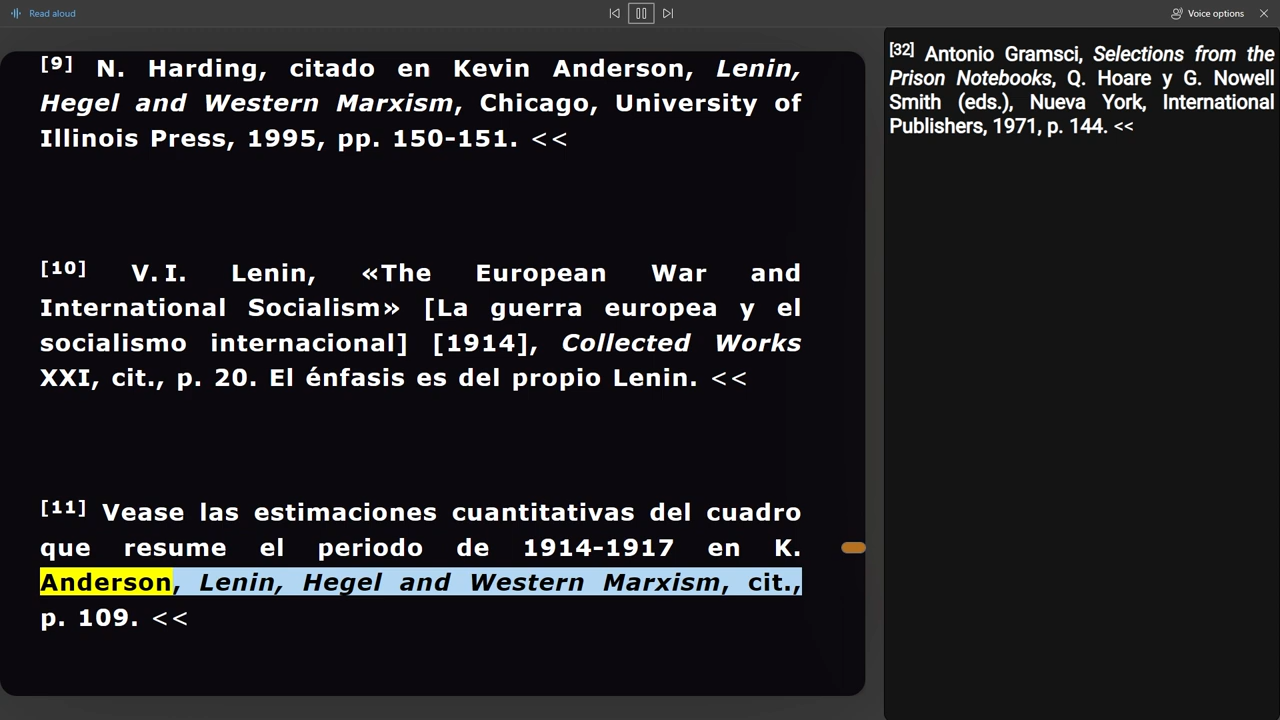 Read aloud
Voice options
[9] N. Harding, citado en Kevin Anderson, Lenin,
Hegel and Western Marxism, Chicago, University of
Illinois Press, 1995, pp. 150-151. <<
[10] V. I. Lenin, «The European War and
International Socialism» [La guerra europea y el
socialismo internacional] [1914], Collected Works
XXI, cit., p. 20. El énfasis es del propio Lenin. <<
[11] Vease las estimaciones cuantitativas del cuadro
que resume el periodo de 1914-1917 en K.
Anderson, Lenin, Hegel and Western Marxism, cit.,
p. 109. <<
[32] Antonio Gramsci, Selections from the
Prison Notebooks, Q. Hoare y G. Nowell
Smith (eds.), Nueva York, International
Publishers, 1971, p. 144. <<